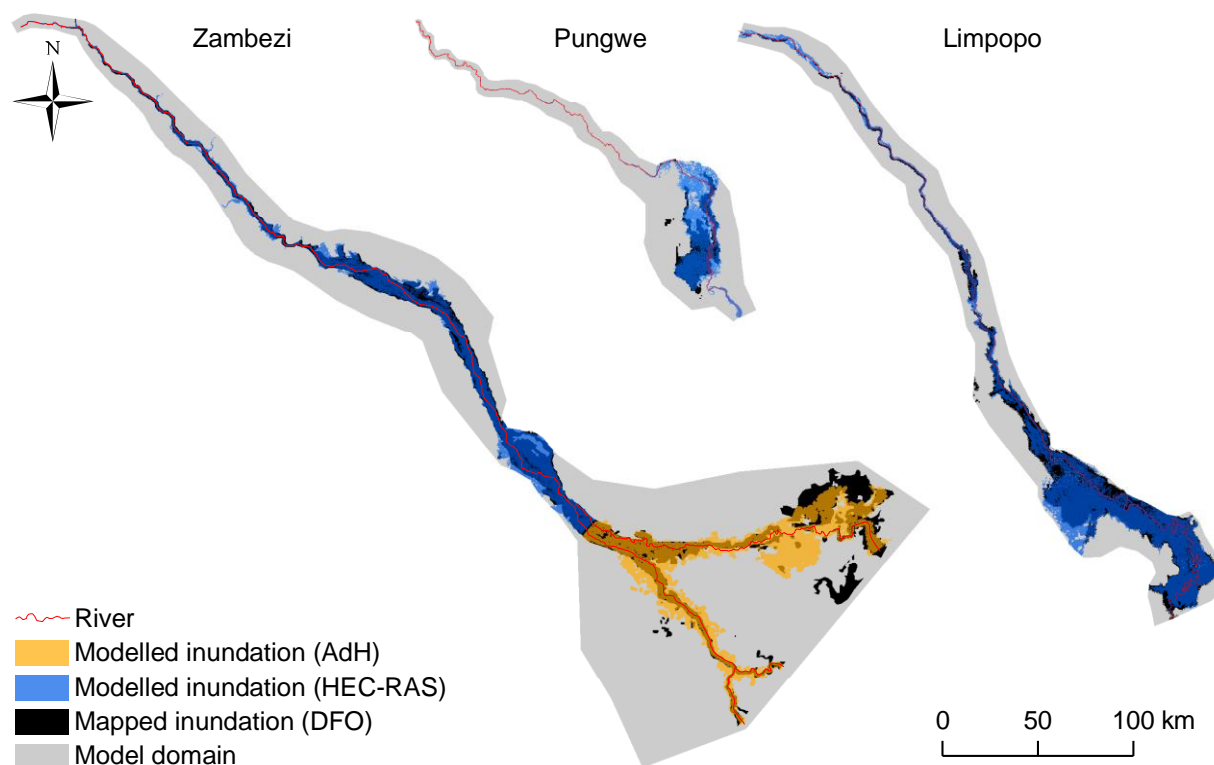 Zambezi
Pungwe
Limpopo
N
River
Modelled inundation (AdH)
Modelled inundation (HEC-RAS)
Mapped inundation (DFO)
Model domain
0 50 100 km